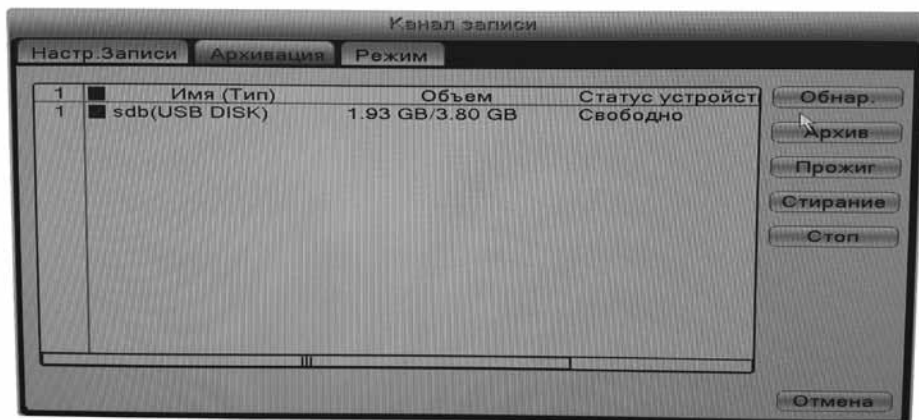 Канал записи
Настр.Записи Архивация Режим
1 Имя (Тип) Объем Статус устройст
1 sdb(USB DISK) 1.93 GB/3.80 GB Свободно
Обнар.
Архив
Прожиг
Стирание
Стоп
Отмена